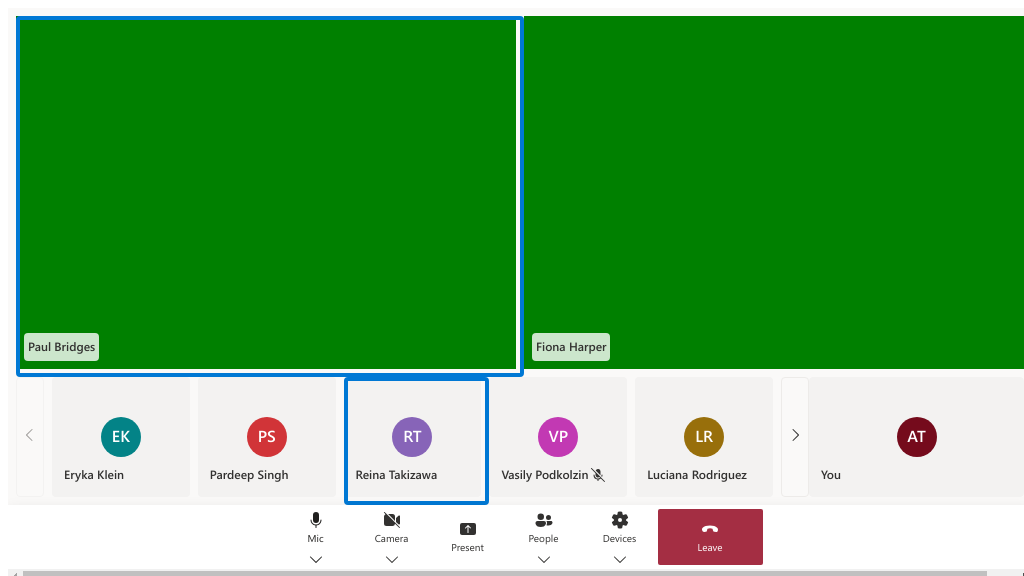 Paul Bridges
Fiona Harper
EK
PS
RT
VP
LR
AT
Eryka Klein
Pardeep Singh
Reina Takizawa
Vasily Podkolzin
Luciana Rodriguez
You
Mic
Camera
Present
People
Devices
Leave